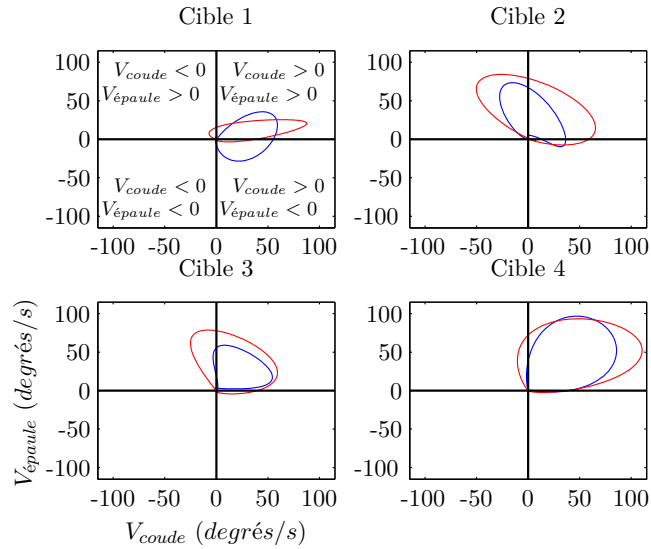 Cible 1
Cible 2
100
50
0
-50
-100
V_coude < 0
V_épaule > 0
V_coude > 0
V_épaule > 0
V_coude < 0
V_épaule < 0
V_coude > 0
V_épaule < 0
-100 -50 0 50 100
100
50
0
-50
-100
-100 -50 0 50 100
Cible 3
Cible 4
100
50
0
-50
-100
-100 -50 0 50 100
100
50
0
-50
-100
-100 -50 0 50 100
V_épaule (degrés/s)
V_coude (degrés/s)